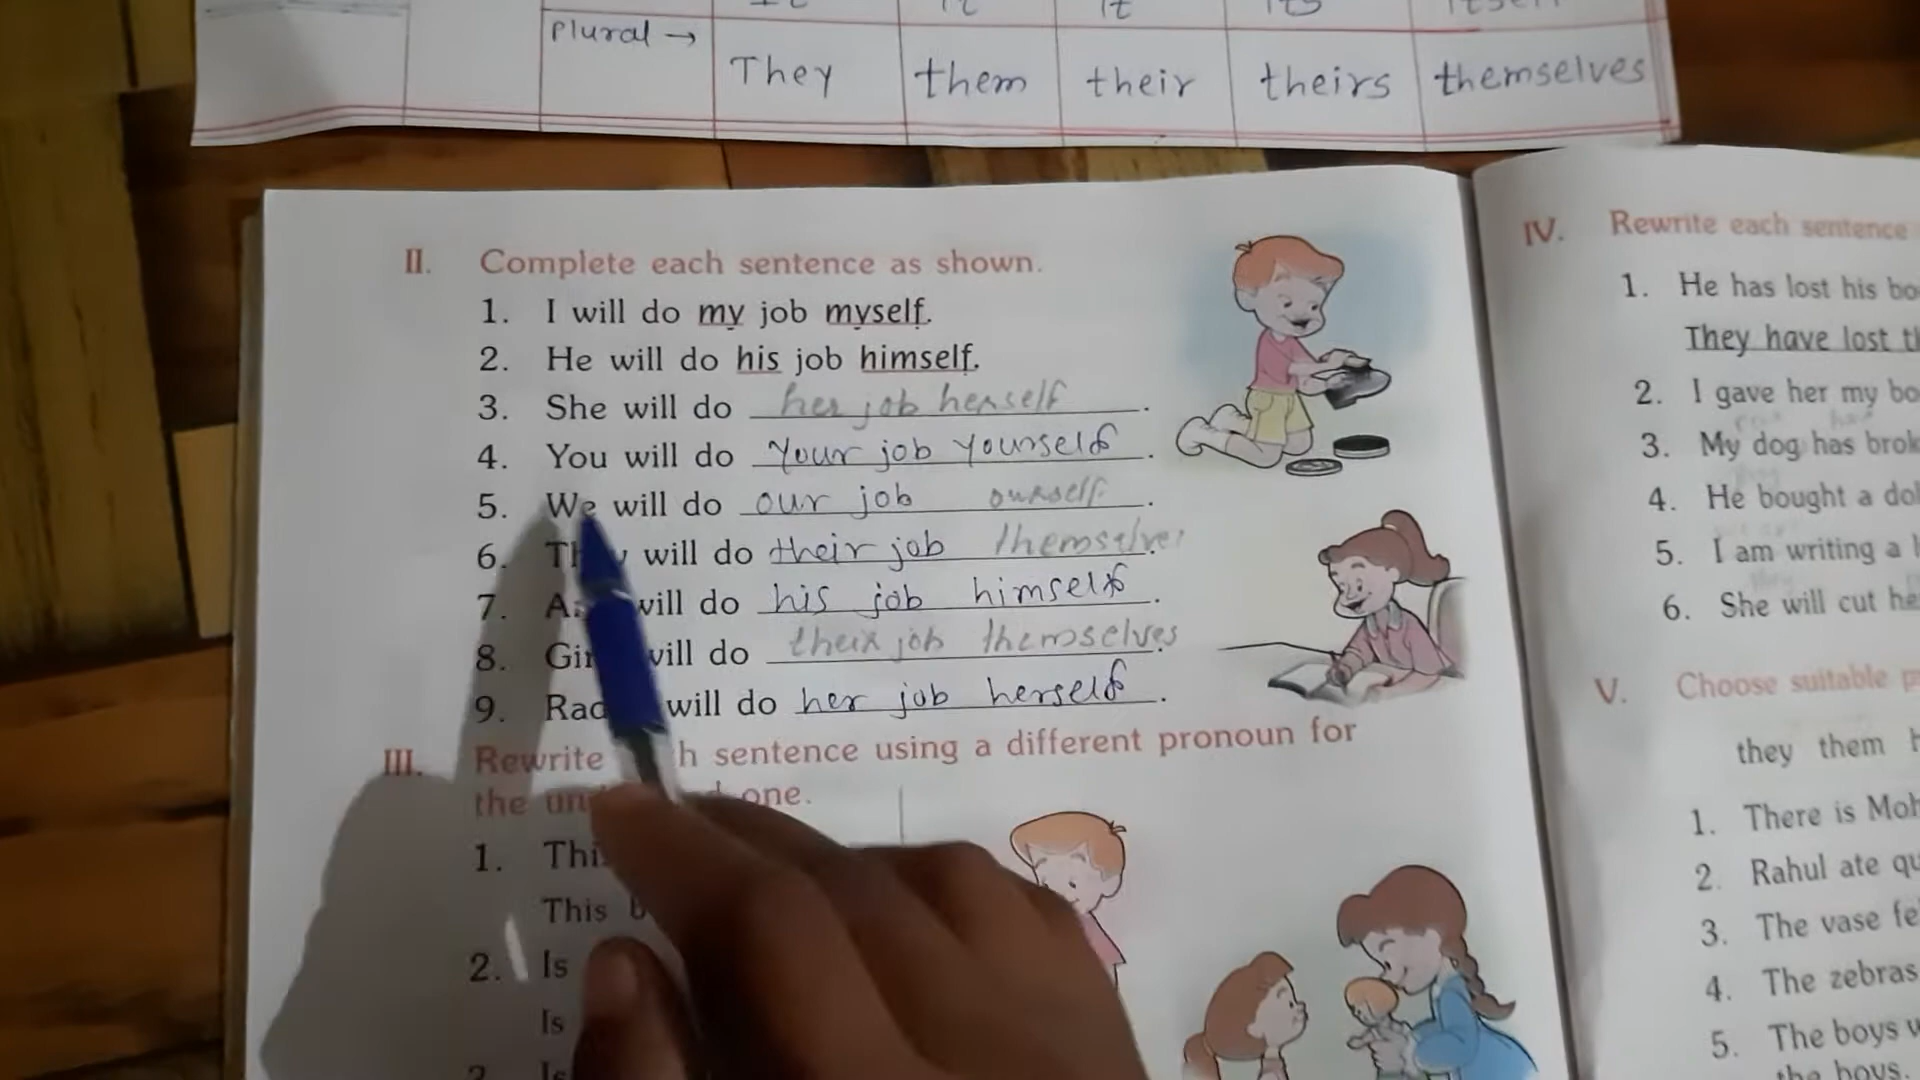 Plural →
They them their theirs themselves
II. Complete each sentence as shown.
1. I will do my job myself.
2. He will do his job himself.
3. She will do her job herself.
4. You will do Your job Yourself.
5. We will do our job ourself.
6. will do their job themselves.
7. will do his job himself.
8. will do their job themselves.
9. will do her job herself.
III. Rewrite sentence using a different pronoun for
the one.
1.
This
2. Is
Is
IV. Rewrite each sentence
1. He has lost his
They have lost
2. I gave her my
3. My dog has
4. He bought a
5. I am writing a
6. She will cut
V. Choose suitable
they them
1. There is
2. Rahul ate
3. The vase
4. The zebras
5. The boys
the boys.